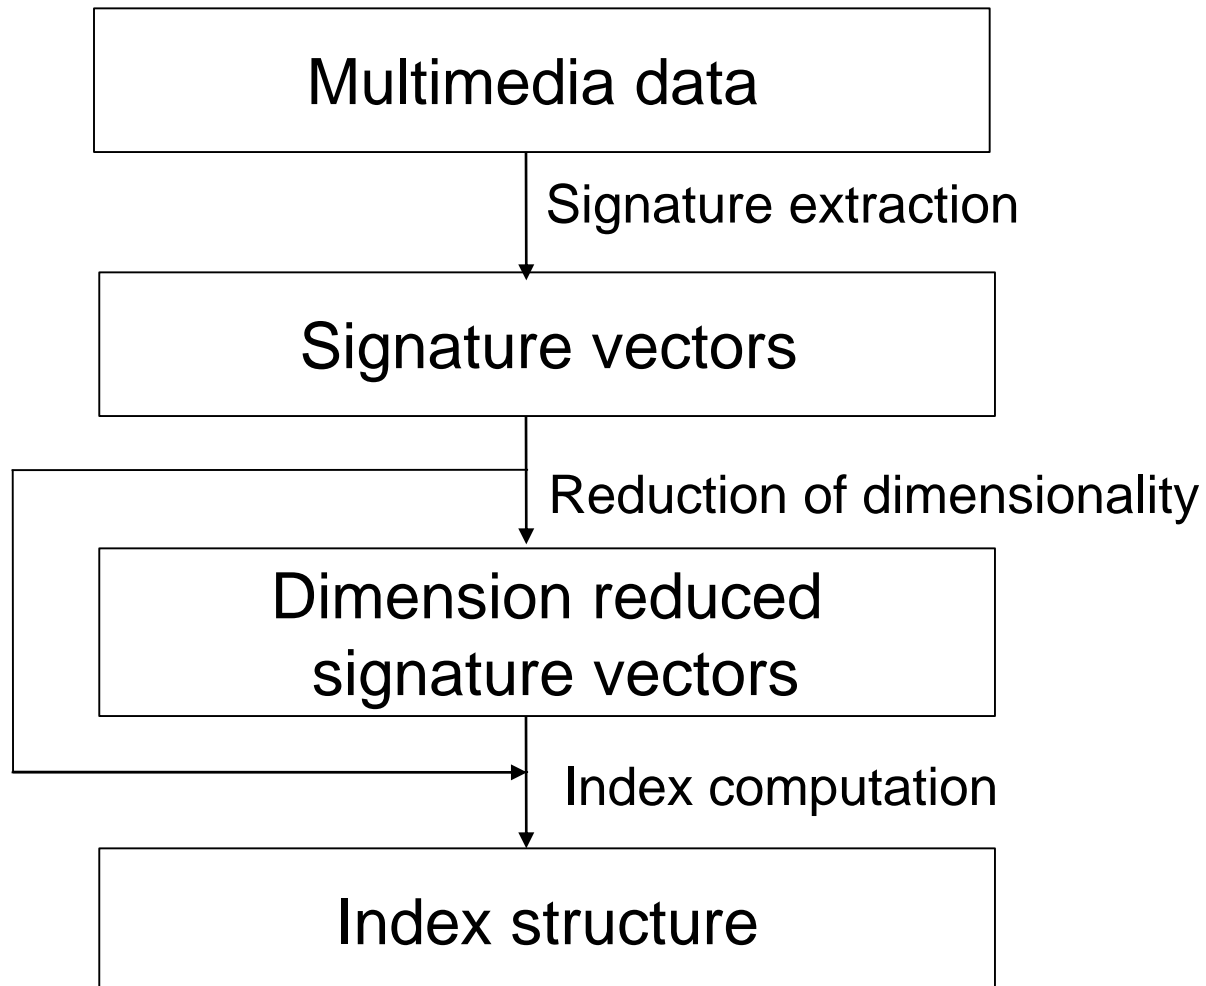 Multimedia data
Signature extraction
Signature vectors
Reduction of dimensionality
Dimension reduced
signature vectors
Index computation
Index structure